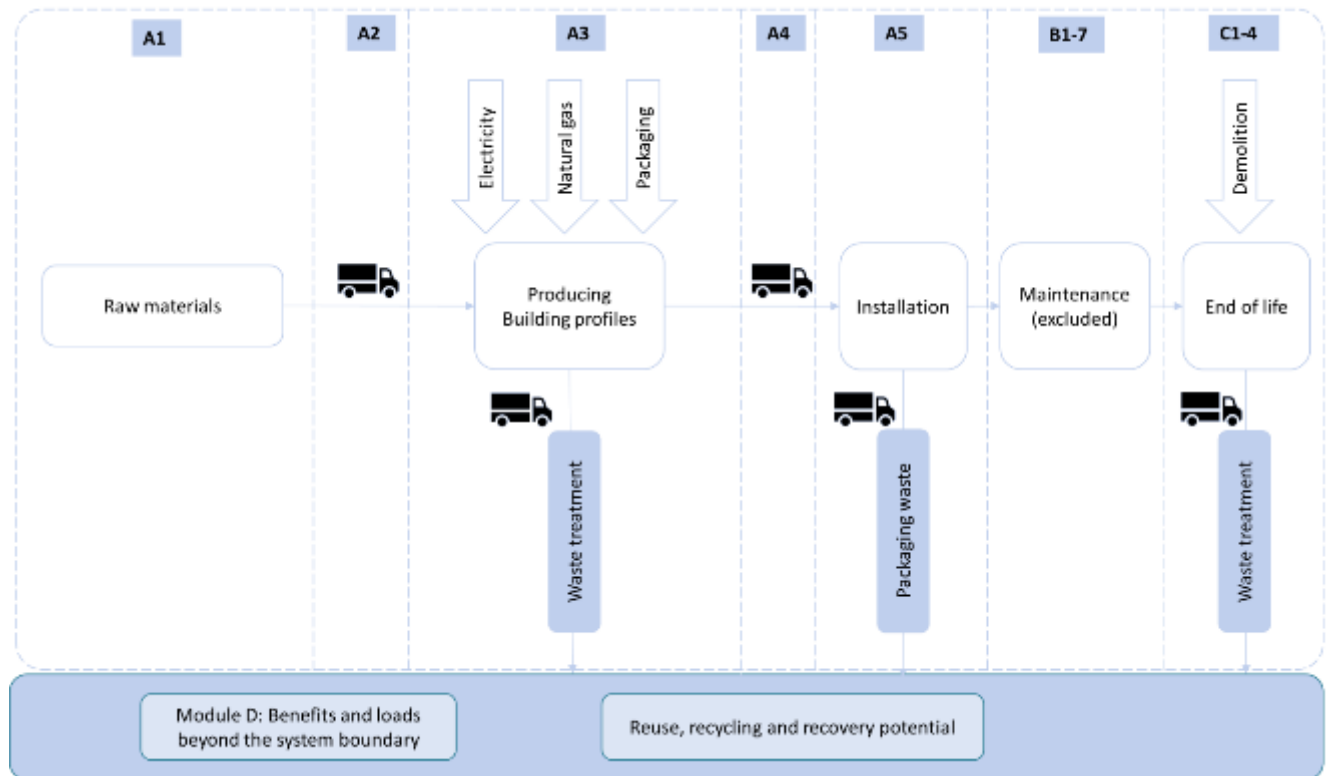 A1
A2
A3
A4
A5
B1-7
C1-4
Electricity
Natural gas
Packaging
Demolition
Raw materials
Producing
Building profiles
Installation
Maintenance
(excluded)
End of life
Waste treatment
Packaging waste
Waste treatment
Module D: Benefits and loads
beyond the system boundary
Reuse, recycling and recovery potential